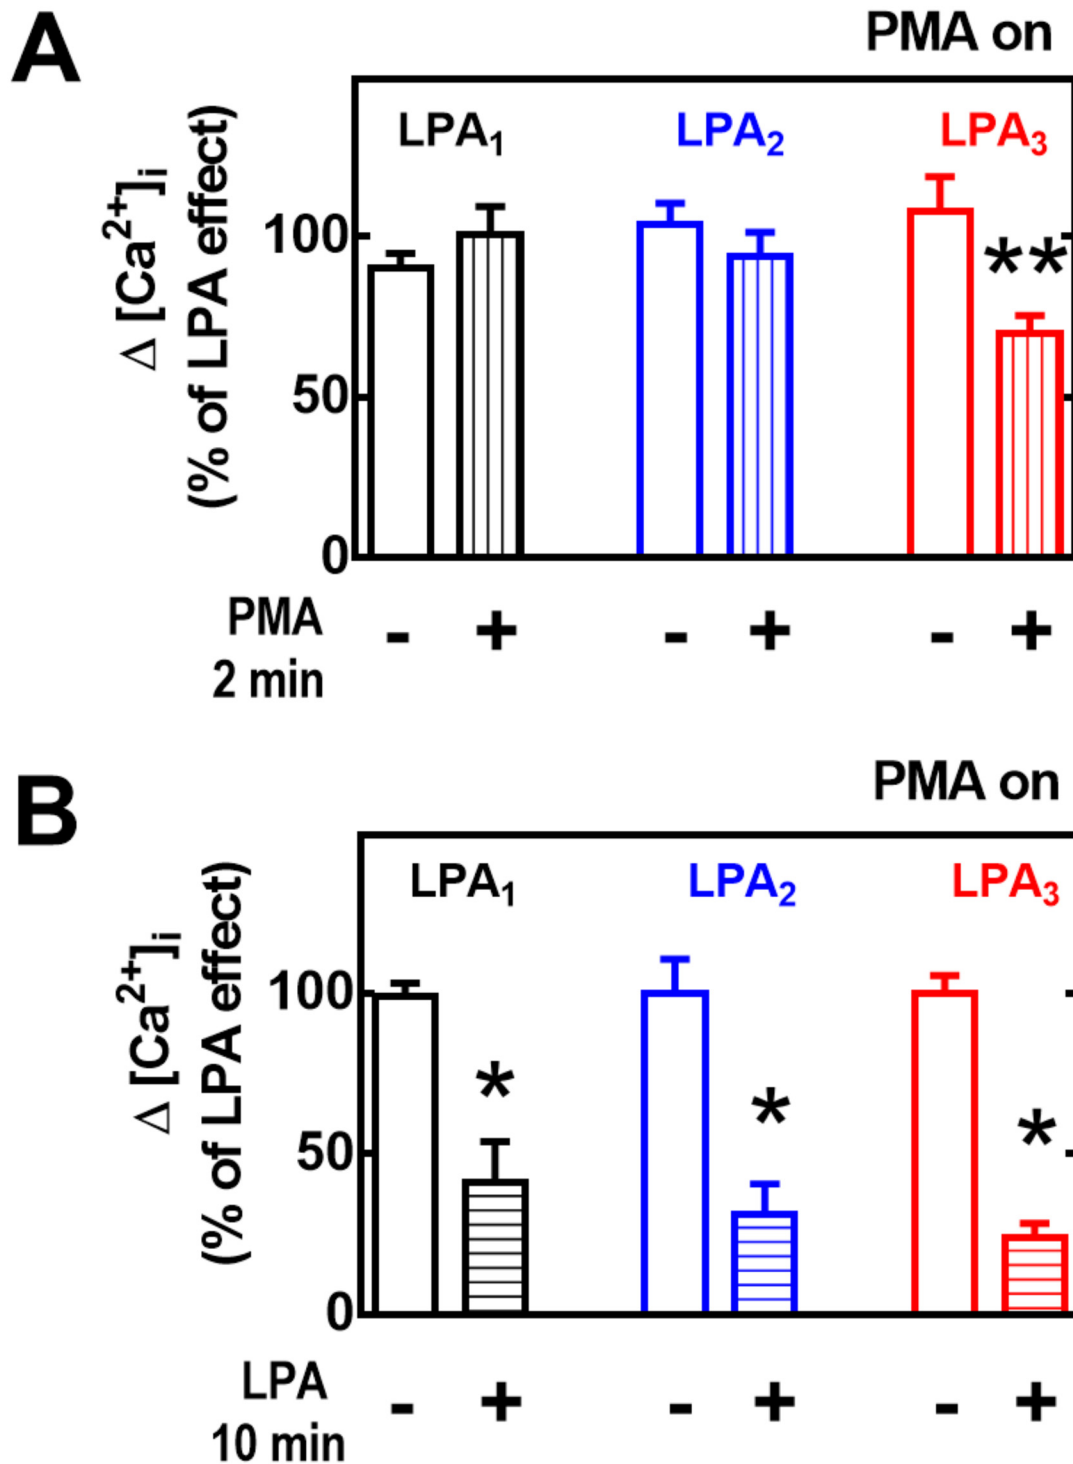 A
PMA on
LPA₁ LPA₂ LPA₃
Δ [Ca²⁺]ᵢ
(% of LPA effect)
100
**
50
0
PMA - + - + - +
2 min
B
PMA on
LPA₁ LPA₂ LPA₃
Δ [Ca²⁺]ᵢ
(% of LPA effect)
100
* * *
50
0
LPA - + - + - +
10 min